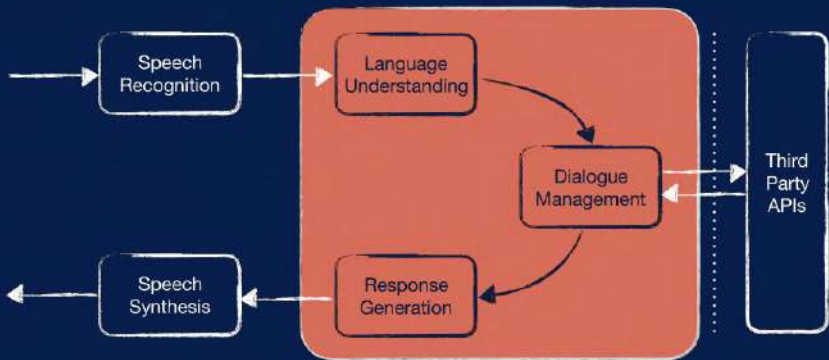 Speech
Recognition
Language
Understanding
Dialogue
Management
Third
Party
APIs
Speech
Synthesis
Response
Generation